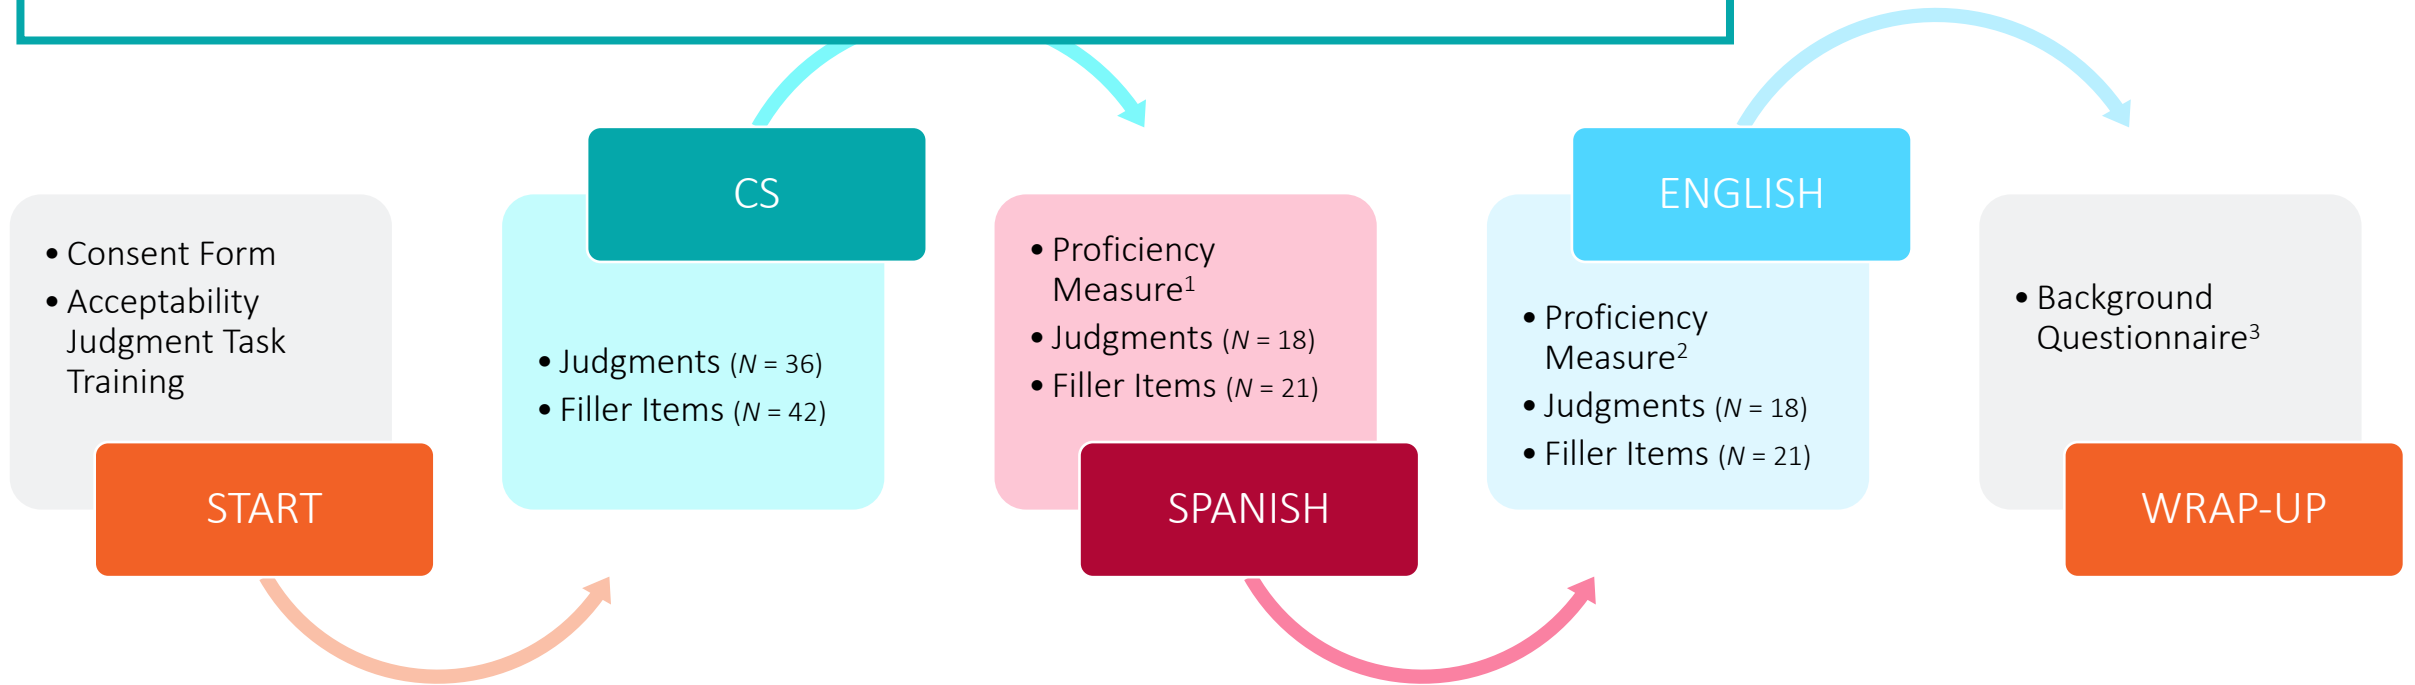 • Consent Form
• Acceptability
Judgment Task
Training
START
CS
• Judgments (N = 36)
• Filler Items (N = 42)
• Proficiency
Measure¹
• Judgments (N = 18)
• Filler Items (N = 21)
SPANISH
ENGLISH
• Proficiency
Measure²
• Judgments (N = 18)
• Filler Items (N = 21)
• Background
Questionnaire³
WRAP-UP